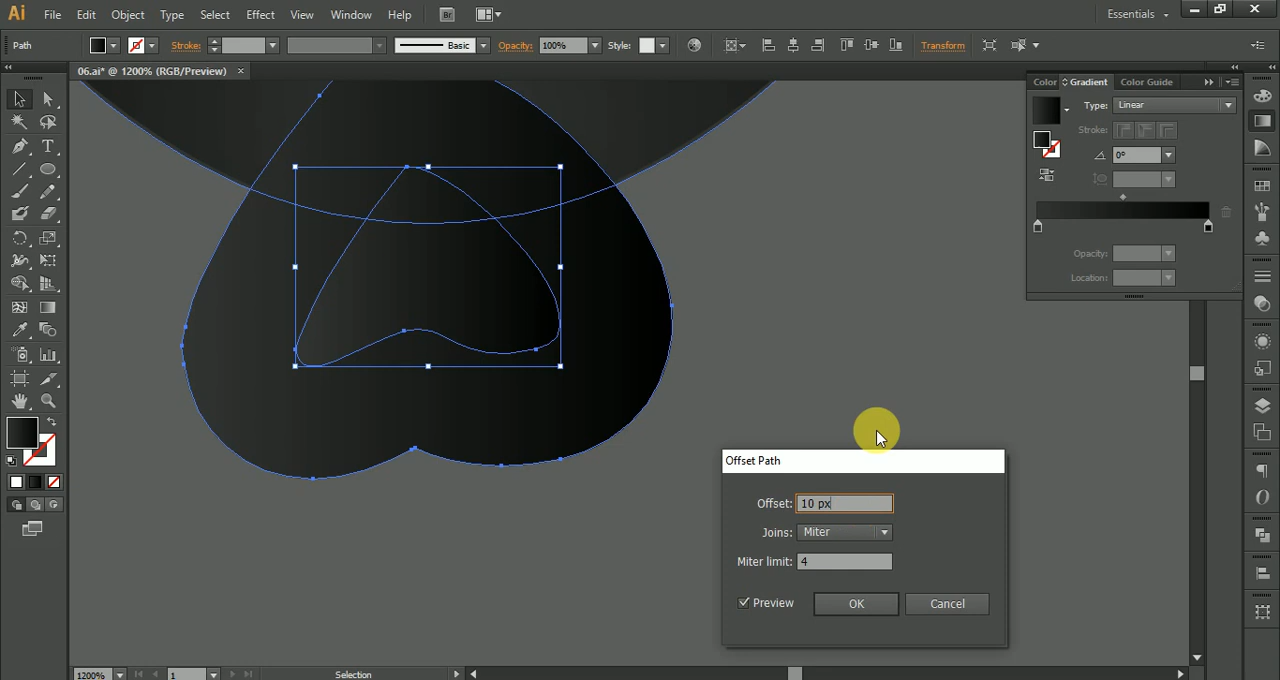 Ai File Edit Object Type Select Effect View Window Help Br Essentials
Path Stroke: Basic Opacity: 100% Style: Transform
06.ai* @ 1200% (RGB/Preview) ×
Color Gradient Color Guide
Type: Linear
Stroke:
0°
Opacity:
Location:
Offset Path
Offset: 10 px
Joins: Miter
Miter limit: 4
Preview OK Cancel
1200% 1 Selection